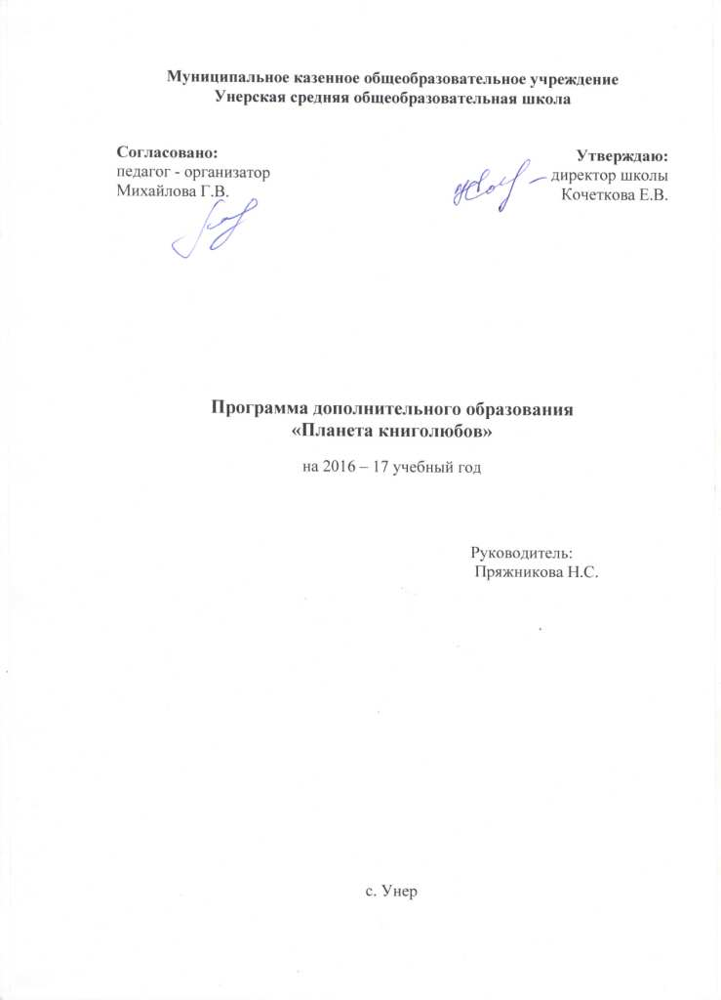 Муниципальное казенное общеобразовательное учреждение
Унерская средняя общеобразовательная школа
Согласовано:
педагог - организатор
Михайлова Г.В.
Утверждаю:
директор школы
Кочеткова Е.В.
Программа дополнительного образования
«Планета книголюбов»
на 2016 – 17 учебный год
Руководитель:
Пряжникова Н.С.
с. Унер